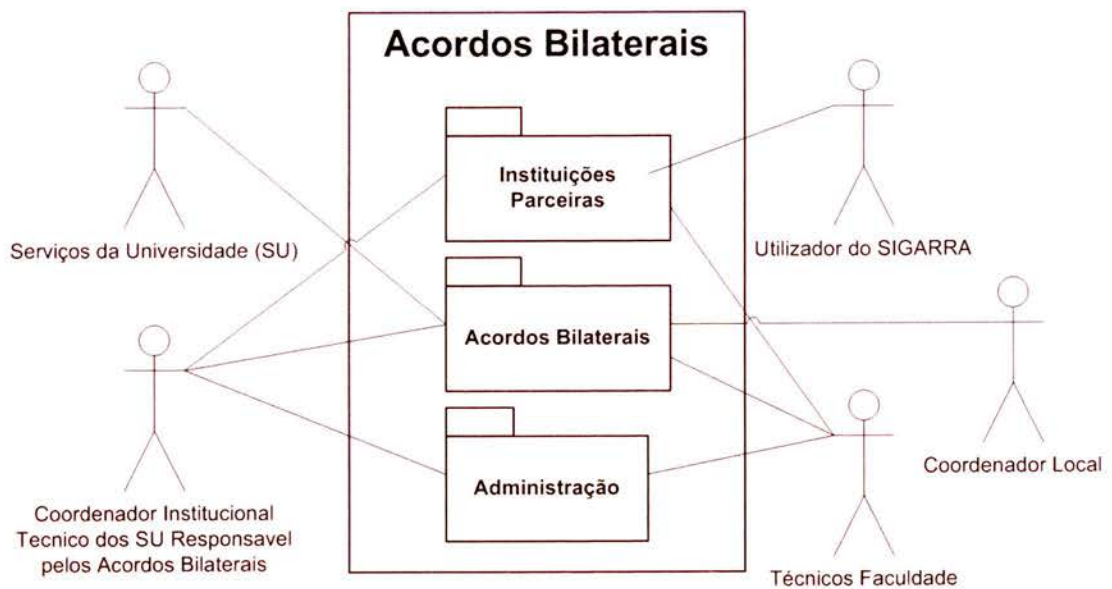 Acordos Bilaterais
Instituições
Parceiras
Serviços da Universidade (SU)
Utilizador do SIGARRA
Acordos Bilaterais
Administração
Coordenador Local
Coordenador Institucional
Tecnico dos SU Responsavel
pelos Acordos Bilaterais
Técnicos Faculdade